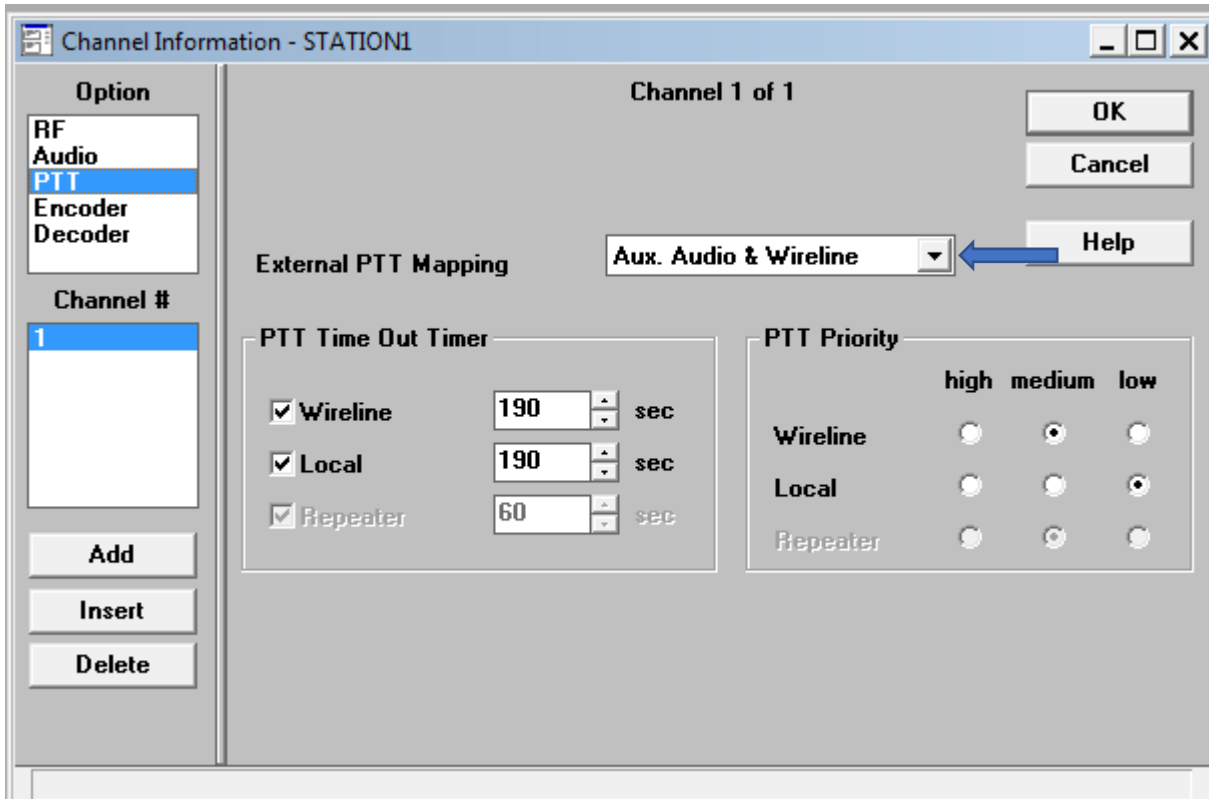 Channel Information - STATION1
Option
RF
Audio
PTT
Encoder
Decoder
Channel #
1
Add
Insert
Delete
Channel 1 of 1
OK
Cancel
Help
External PTT Mapping
Aux. Audio & Wireline
PTT Time Out Timer
Wireline 190 sec
Local 190 sec
Repeater 60 sec
PTT Priority
high medium low
Wireline
Local
Repeater